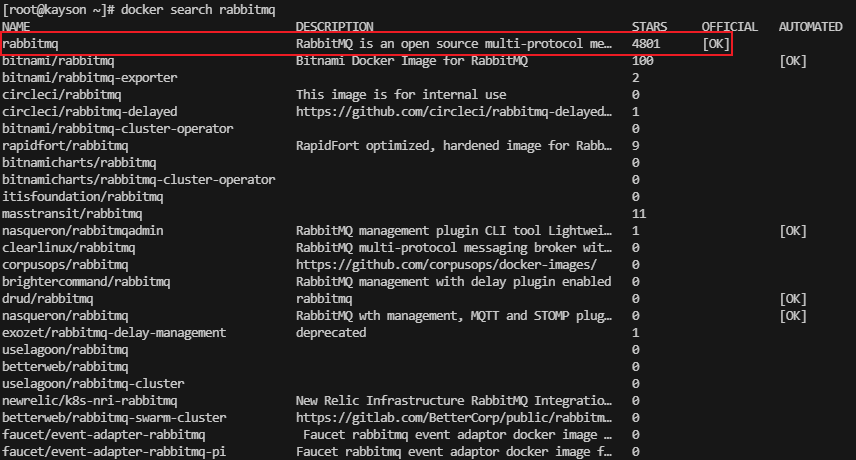 [root@kayson ~]# docker search rabbitmq
NAME DESCRIPTION STARS OFFICIAL AUTOMATED
rabbitmq RabbitMQ is an open source multi-protocol me… 4801 [OK]
bitnami/rabbitmq Bitnami Docker Image for RabbitMQ 100 [OK]
bitnami/rabbitmq-exporter 2
circleci/rabbitmq This image is for internal use 0
circleci/rabbitmq-delayed https://github.com/circleci/rabbitmq-delayed… 1
bitnami/rabbitmq-cluster-operator 0
rapidfort/rabbitmq RapidFort optimized, hardened image for Rabb… 9
bitnamicharts/rabbitmq 0
bitnamicharts/rabbitmq-cluster-operator 0
itisfoundation/rabbitmq 0
masstransit/rabbitmq 11
nasqueron/rabbitmqadmin RabbitMQ management plugin CLI tool Lightwei… 1 [OK]
clearlinux/rabbitmq RabbitMQ multi-protocol messaging broker wit… 0
corpusops/rabbitmq https://github.com/corpusops/docker-images/ 0
brightercommand/rabbitmq RabbitMQ management with delay plugin enabled 0
drud/rabbitmq rabbitmq 0 [OK]
nasqueron/rabbitmq RabbitMQ wth management, MQTT and STOMP plug… 0 [OK]
exozet/rabbitmq-delay-management deprecated 1
uselagoon/rabbitmq 0
betterweb/rabbitmq 0
uselagoon/rabbitmq-cluster 0
newrelic/k8s-nri-rabbitmq New Relic Infrastructure RabbitMQ Integratio… 0
betterweb/rabbitmq-swarm-cluster https://gitlab.com/BetterCorp/public/rabbitm… 0
faucet/event-adapter-rabbitmq Faucet rabbitmq event adaptor docker image … 0
faucet/event-adapter-rabbitmq-pi Faucet rabbitmq event adaptor docker image f… 0